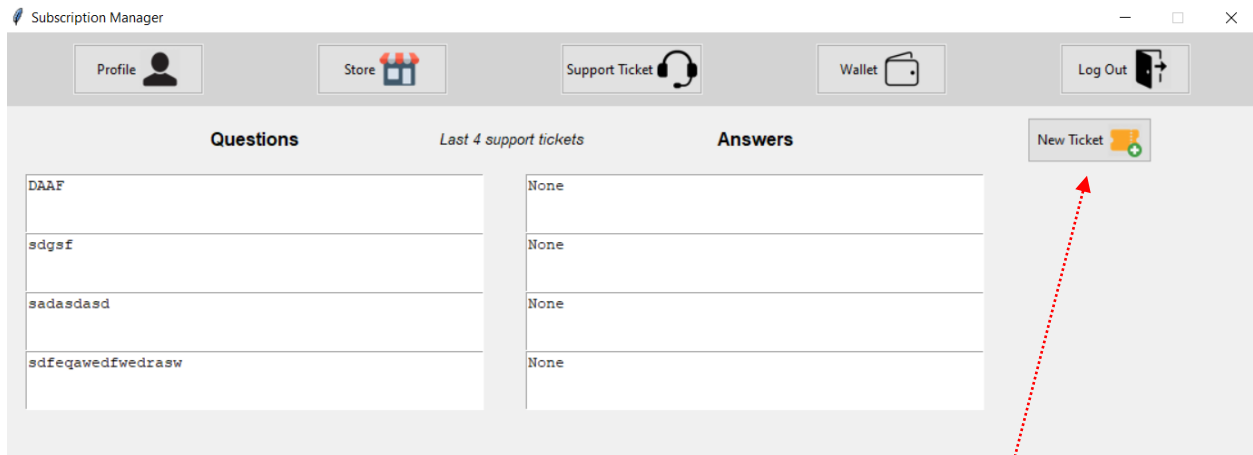 Subscription Manager
Profile
Store
Support Ticket
Wallet
Log Out
Questions
Last 4 support tickets
Answers
New Ticket
DAAF
None
sdgsf
None
sadasdasd
None
sdfeqawedfwedrasw
None